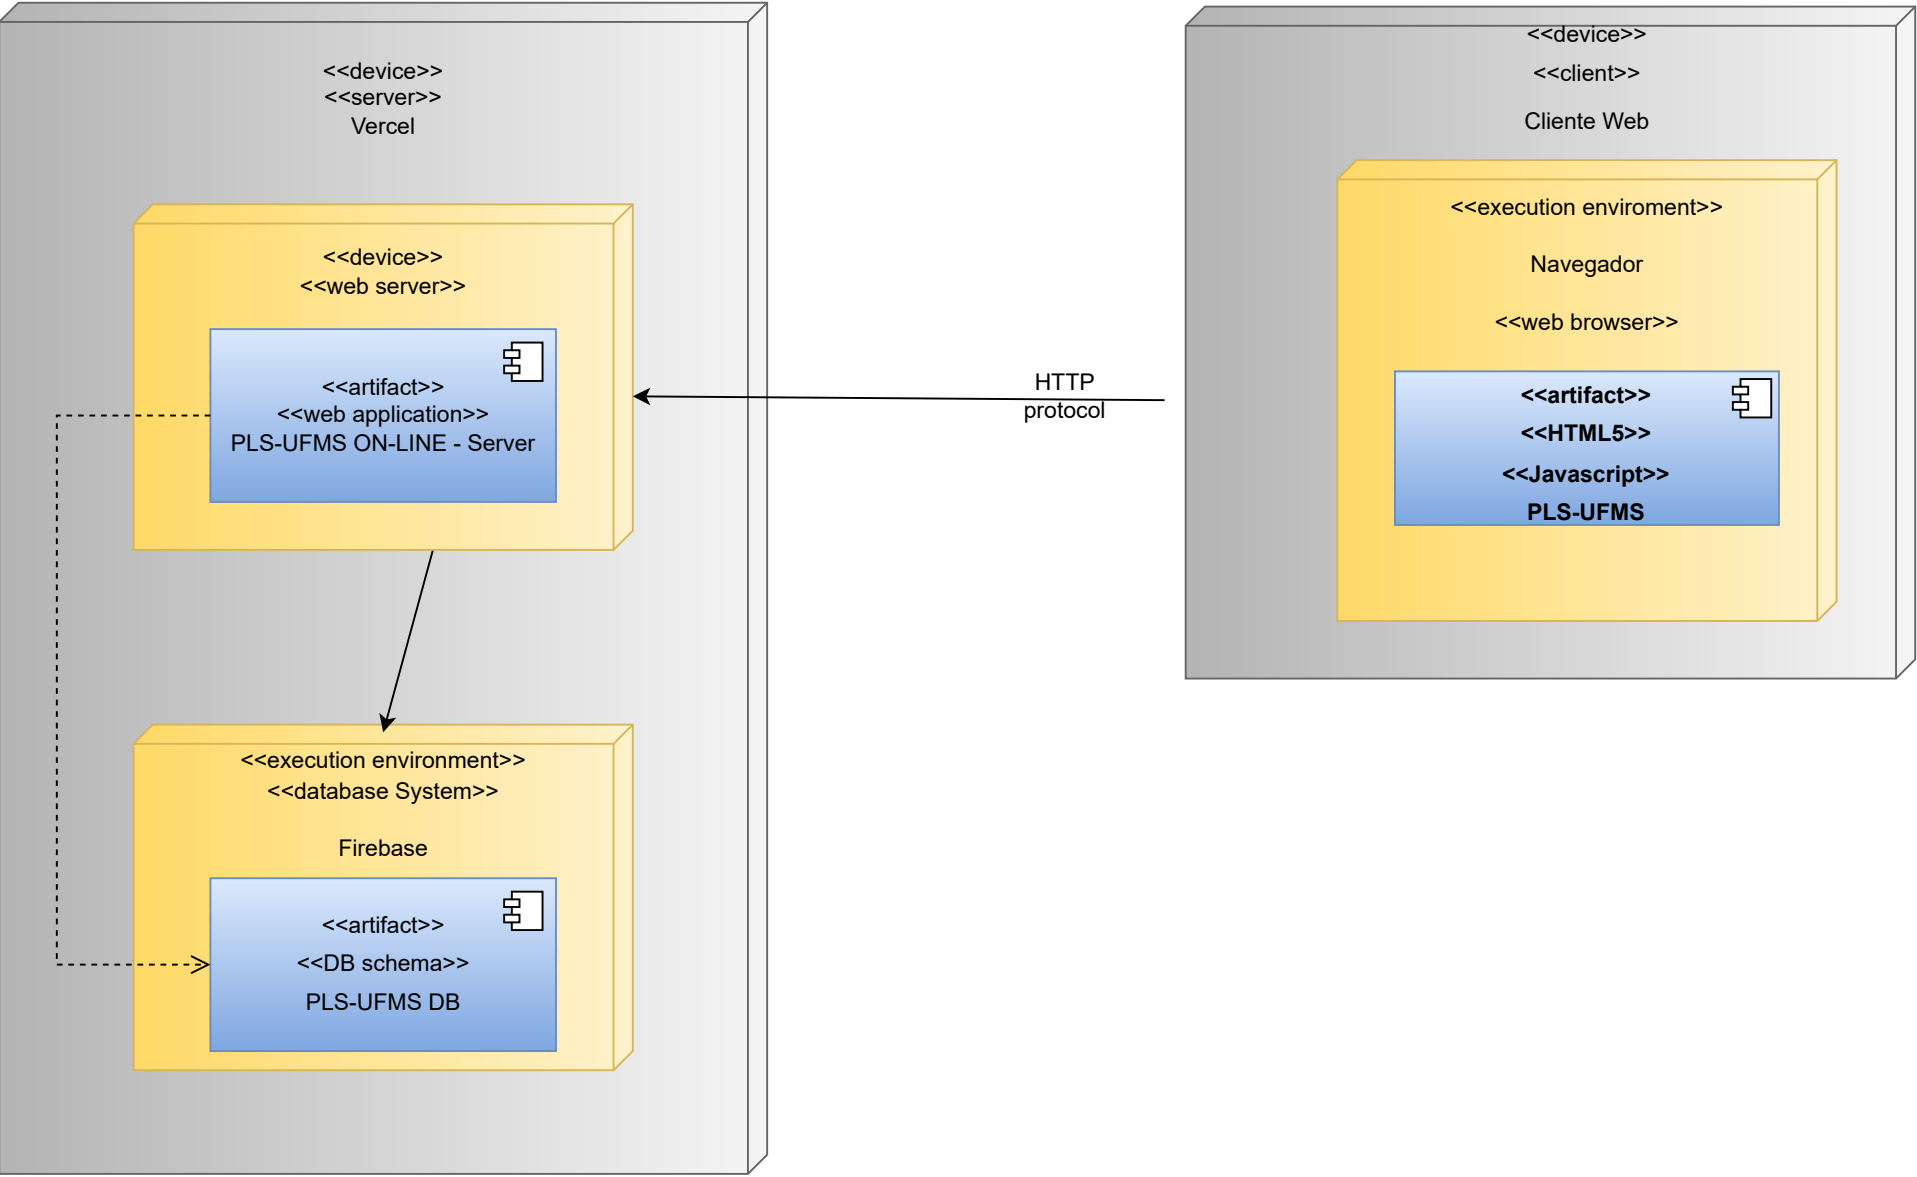 <<device>>
<<server>>
Vercel
<<device>>
<<web server>>
<<artifact>>
<<web application>>
PLS-UFMS ON-LINE - Server
<<execution environment>>
<<database System>>
Firebase
<<artifact>>
<<DB schema>>
PLS-UFMS DB
HTTP
protocol
<<device>>
<<client>>
Cliente Web
<<execution enviroment>>
Navegador
<<web browser>>
<<artifact>>
<<HTML5>>
<<Javascript>>
PLS-UFMS